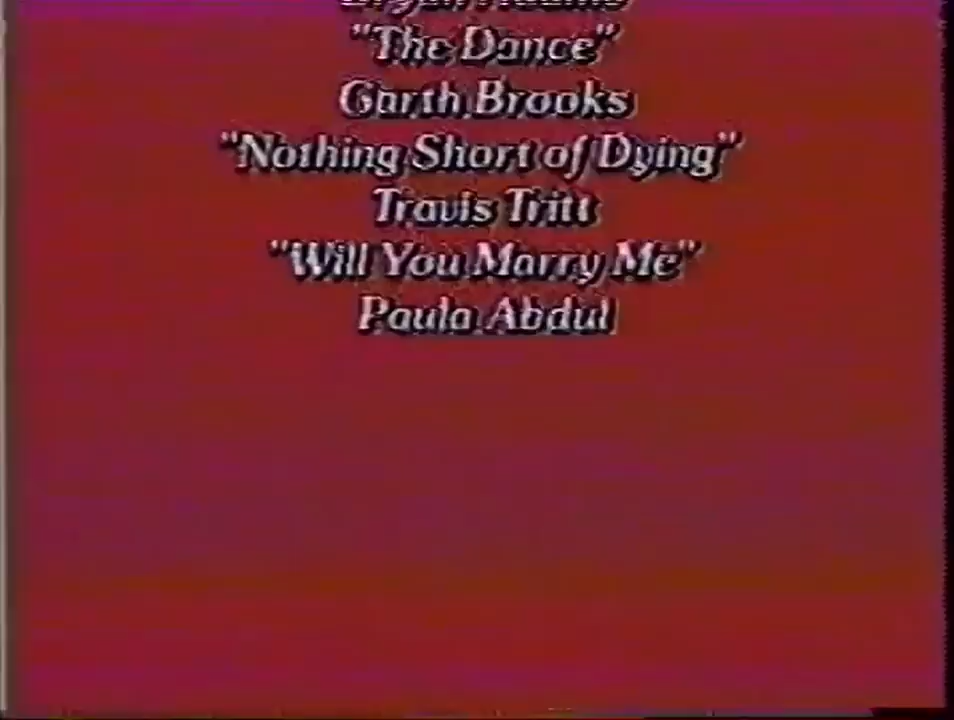 "The Dance"
Garth Brooks
"Nothing Short of Dying"
Travis Tritt
"Will You Marry Me"
Paula Abdul